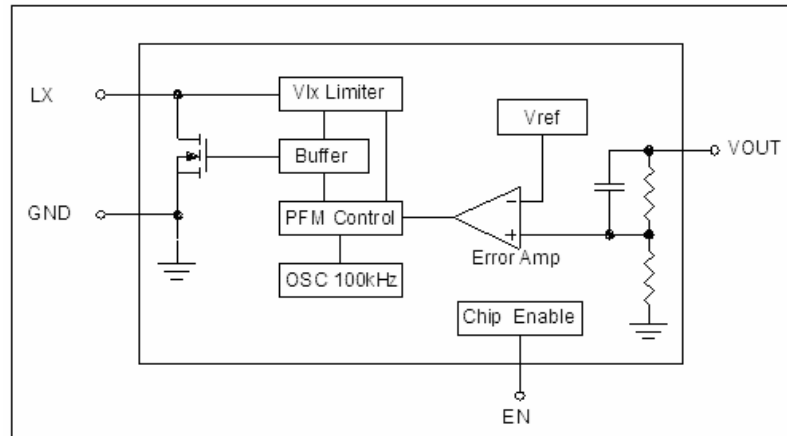 LX
Vlx Limiter
Vref
Buffer
VOUT
GND
PFM Control
-
+
Error Amp
OSC 100kHz
Chip Enable
EN